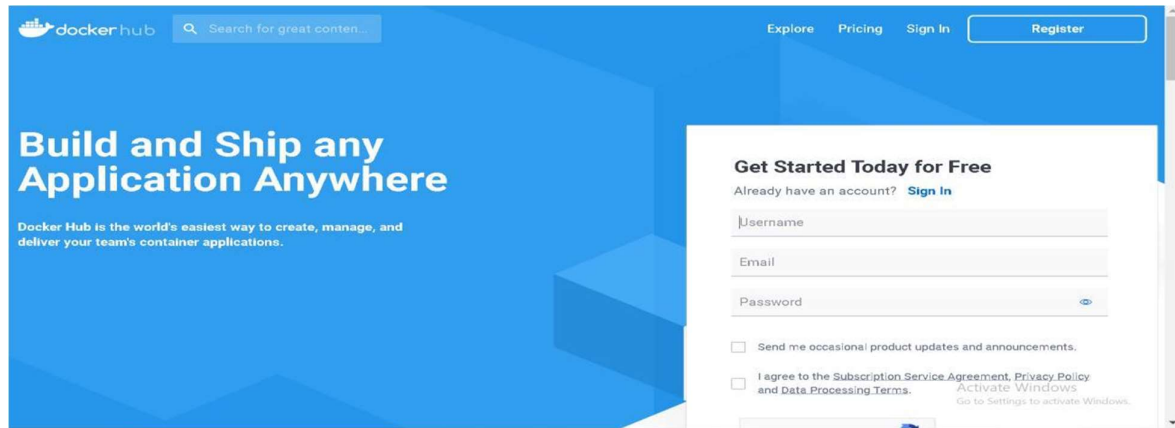 dockerhub
Search for great conten...
Explore Pricing Sign In Register
Build and Ship any
Application Anywhere
Docker Hub is the world's easiest way to create, manage, and
deliver your team's container applications.
Get Started Today for Free
Already have an account? Sign In
Username
Email
Password
Send me occasional product updates and announcements.
I agree to the Subscription Service Agreement, Privacy Policy
and Data Processing Terms.
Activate Windows
Go to Settings to activate Windows.